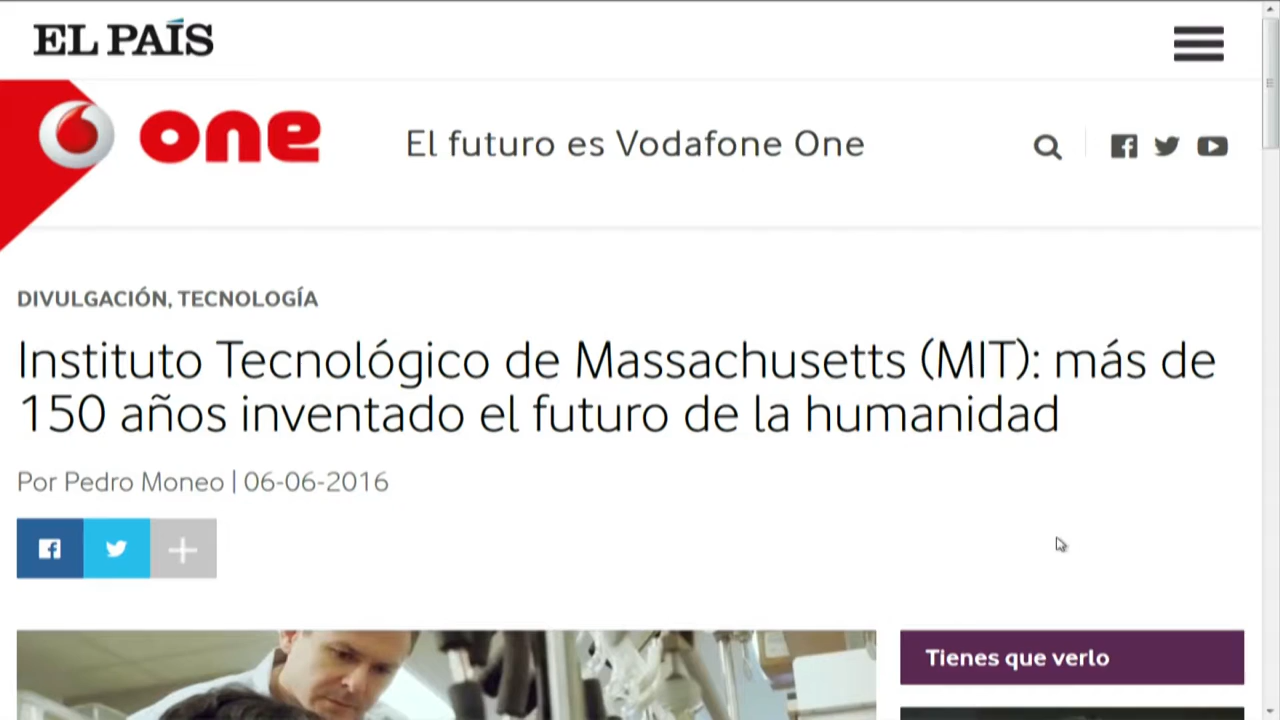 EL PAÍS
one
El futuro es Vodafone One
DIVULGACIÓN, TECNOLOGÍA
Instituto Tecnológico de Massachusetts (MIT): más de
150 años inventado el futuro de la humanidad
Por Pedro Moneo | 06-06-2016
Tienes que verlo